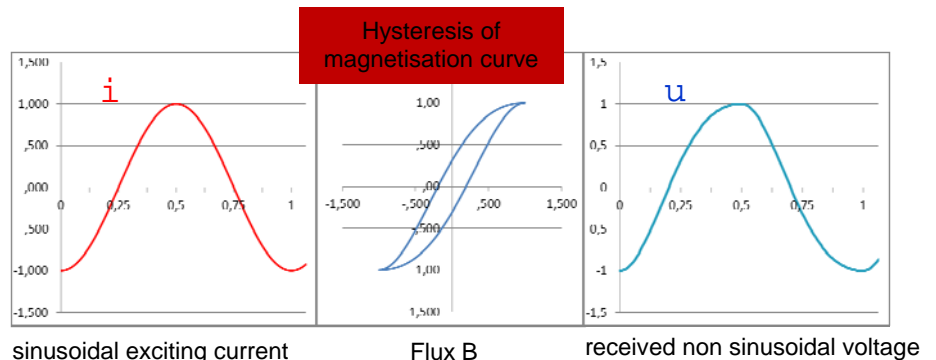 Hysteresis of
magnetisation curve
i
1,500
1,000
,500
,000
-,500
-1,000
-1,500
0 0,25 0,5 0,75 1
1,00
,500
,00
,500
1,00
1,500
-1,500 -,500 ,500 1,500
u
1,5
1
0,5
0
0,5
-1
-1,5
0 0,25 0,5 0,75 1
sinusoidal exciting current
Flux B
received non sinusoidal voltage